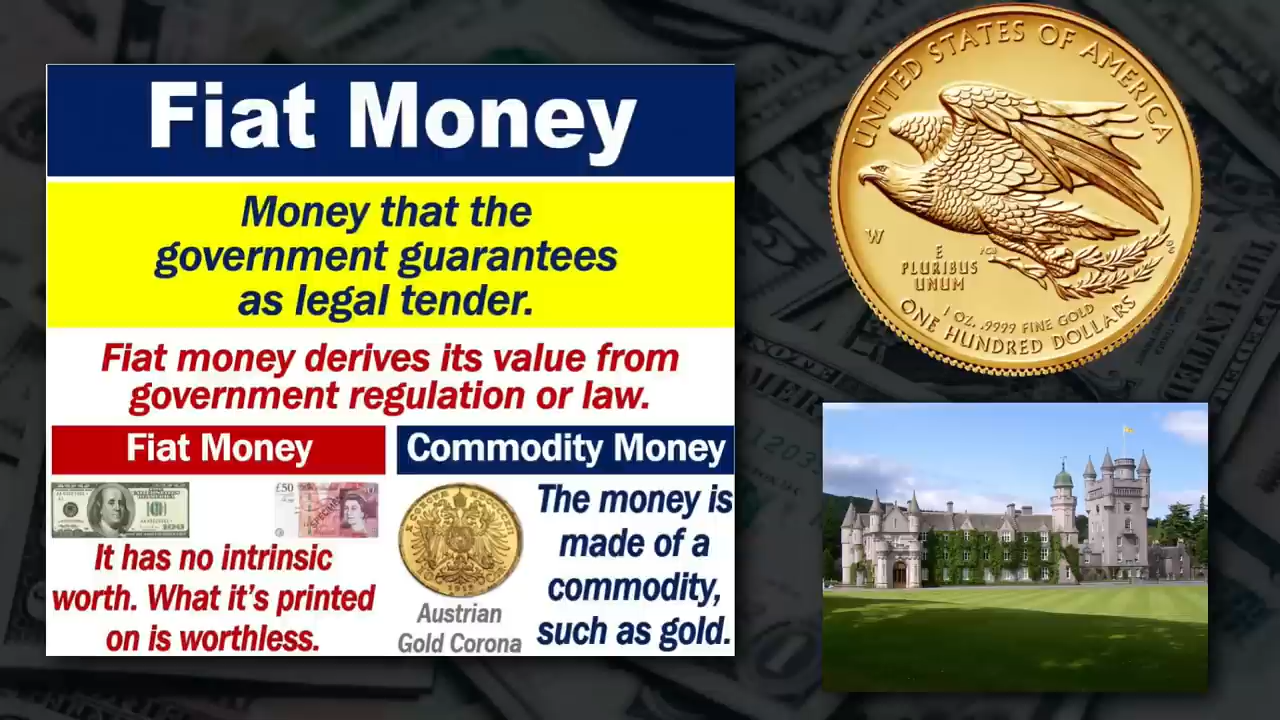 Fiat Money
Money that the
government guarantees
as legal tender.
Fiat money derives its value from
government regulation or law.
Fiat Money
It has no intrinsic
worth. What it's printed
on is worthless.
£50
100
Commodity Money
Austrian
Gold Corona
The money is
made of a
commodity,
such as gold.
UNITED STATES OF AMERICA
W
E
PLURIBUS
UNUM
1 OZ. .9999 FINE GOLD
ONE HUNDRED DOLLARS